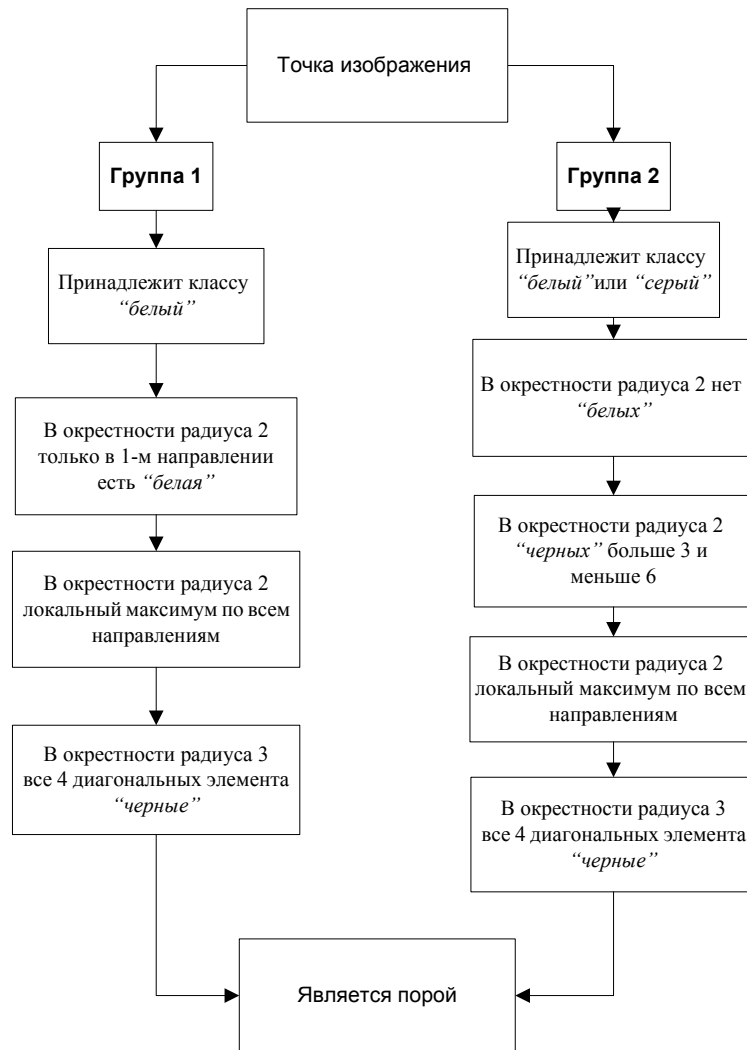 Точка изображения
Группа 1
Принадлежит классу
“белый”
В окрестности радиуса 2
только в 1-м направлении
есть “белая”
В окрестности радиуса 2
локальный максимум по всем
направлениям
В окрестности радиуса 3
все 4 диагональных элемента
“черные”
Группа 2
Принадлежит классу
“белый”или “серый”
В окрестности радиуса 2 нет
“белых”
В окрестности радиуса 2
“черных” больше 3 и
меньше 6
В окрестности радиуса 2
локальный максимум по всем
направлениям
В окрестности радиуса 3
все 4 диагональных элемента
“черные”
Является порой